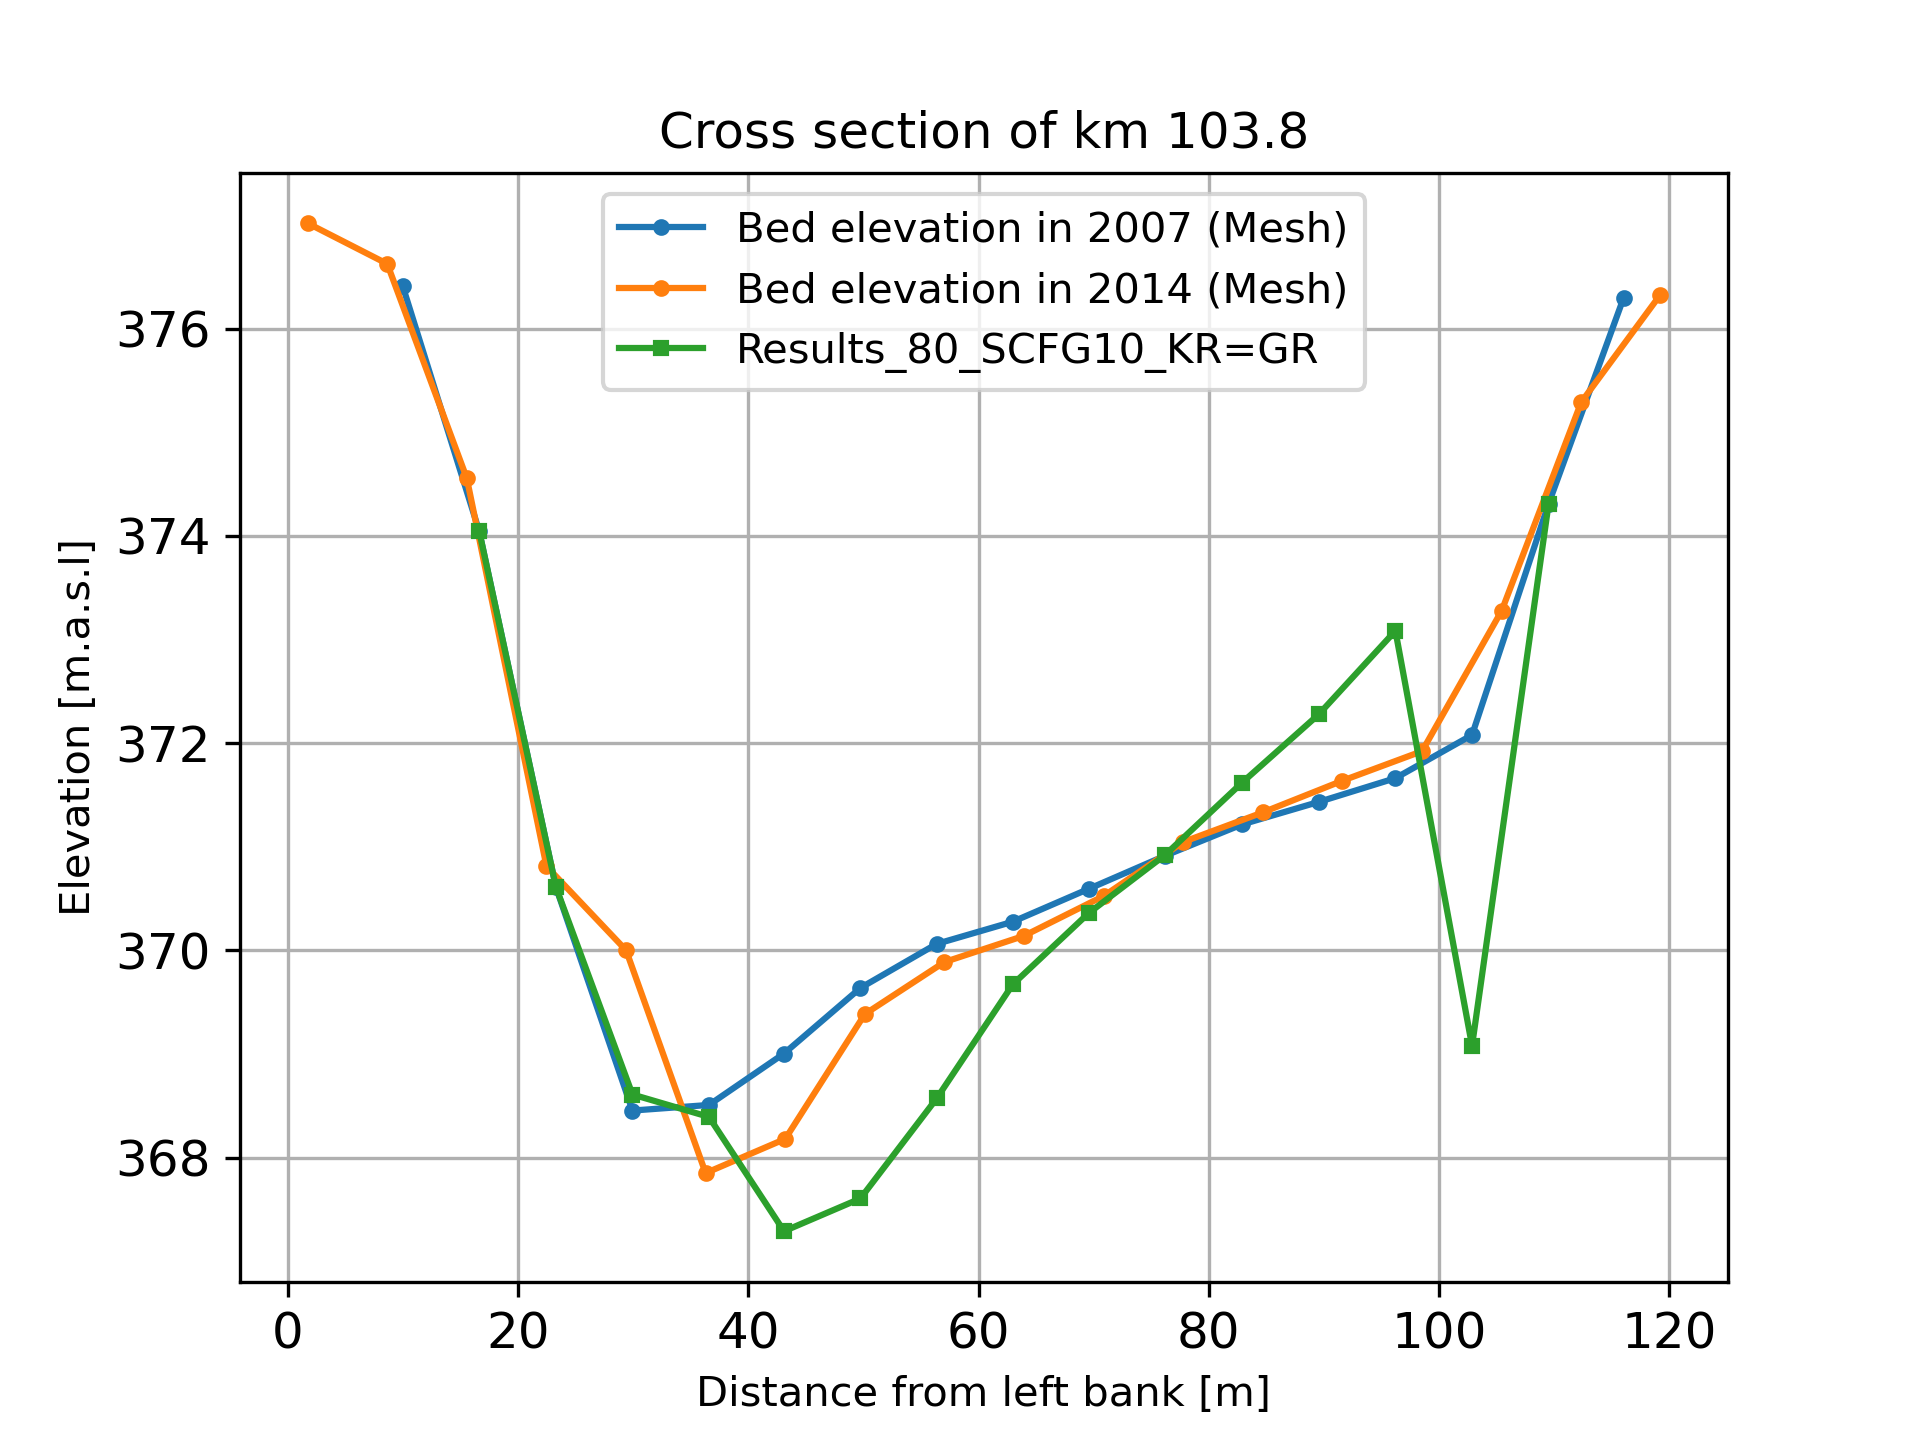 Cross section of km 103.8
Bed elevation in 2007 (Mesh)
Bed elevation in 2014 (Mesh)
Results_80_SCFG10_KR=GR
Elevation [m.a.s.l]
376
374
372
370
368
0 20 40 60 80 100 120
Distance from left bank [m]